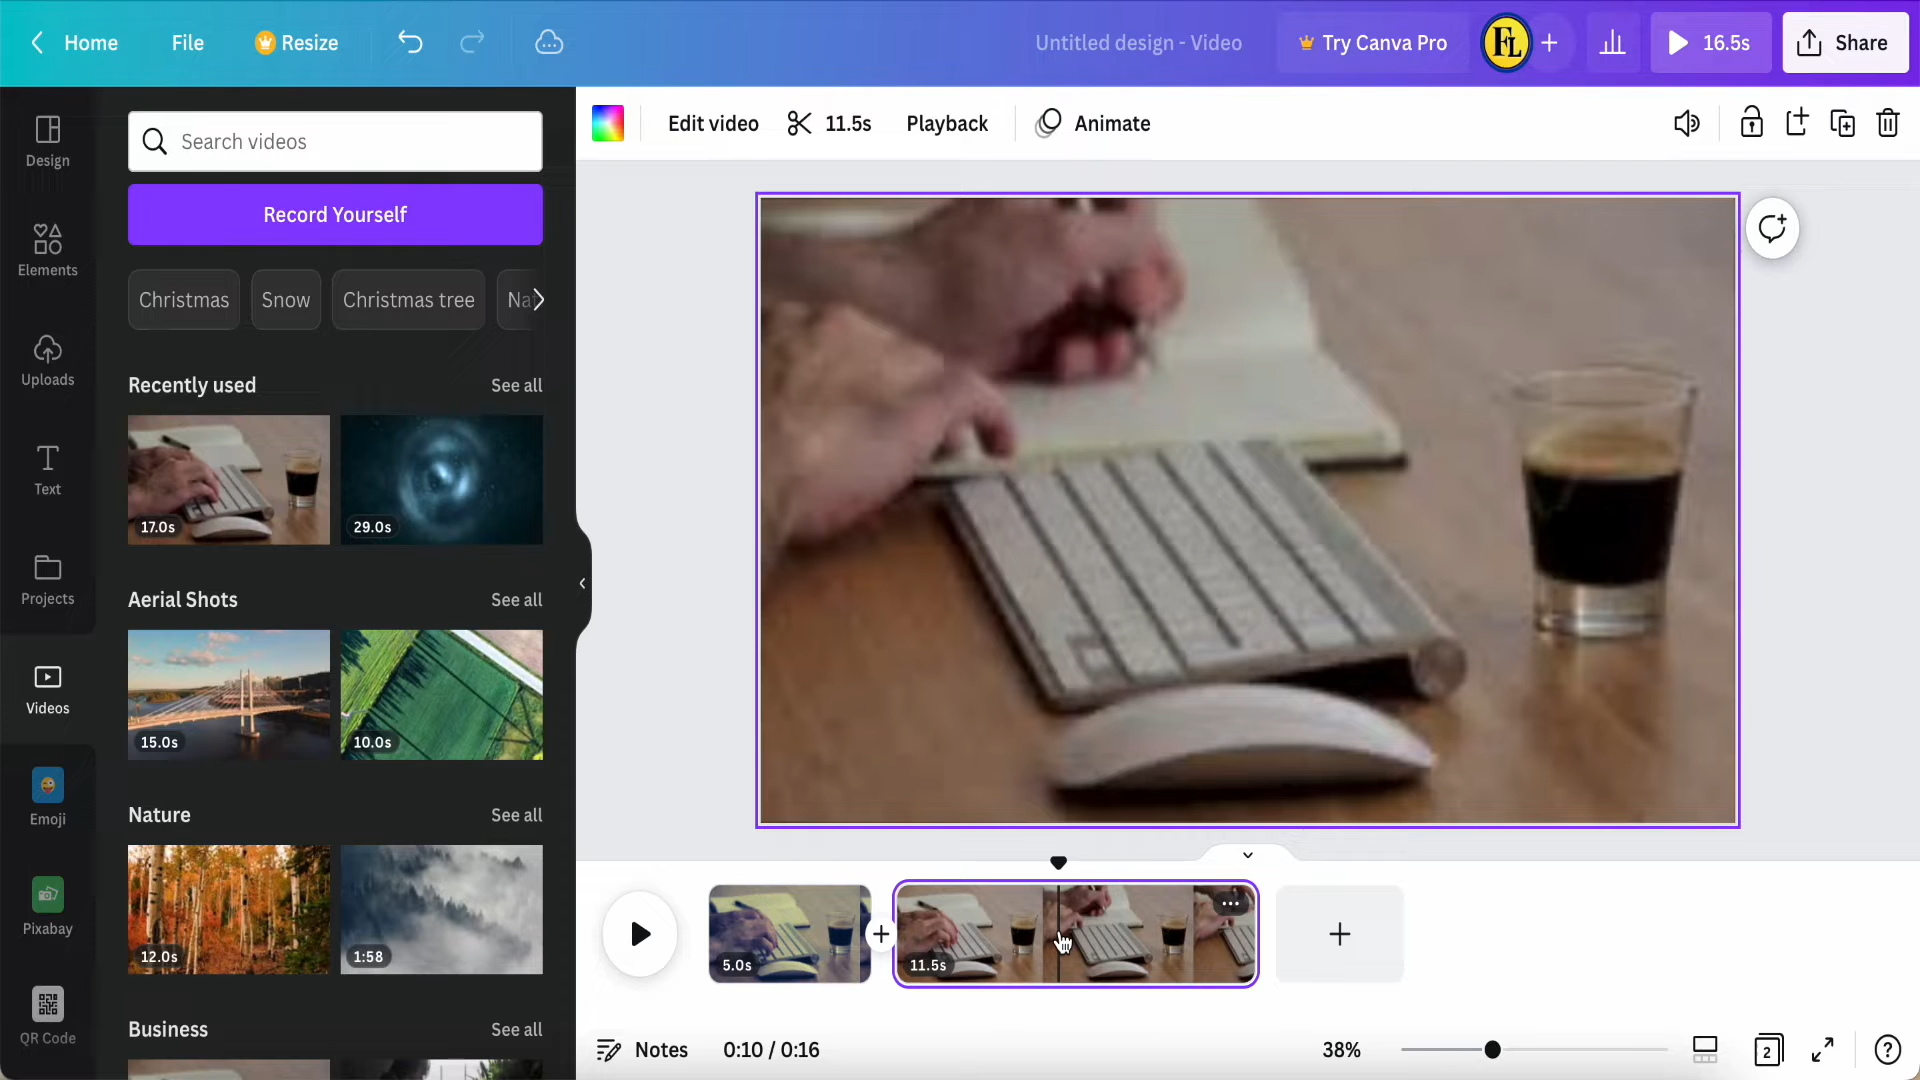 Home File Resize Untitled design - Video Try Canva Pro FL 16.5s Share
Design
Elements
Uploads
Text
Projects
Videos
Emoji
Pixabay
QR Code
Search videos
Record Yourself
Christmas Snow Christmas tree Na
Recently used See all
17.0s 29.0s
Aerial Shots See all
15.0s 10.0s
Nature See all
12.0s 1:58
Business See all
Edit video 11.5s Playback Animate
5.0s 11.5s
Notes 0:10 / 0:16 38% 2